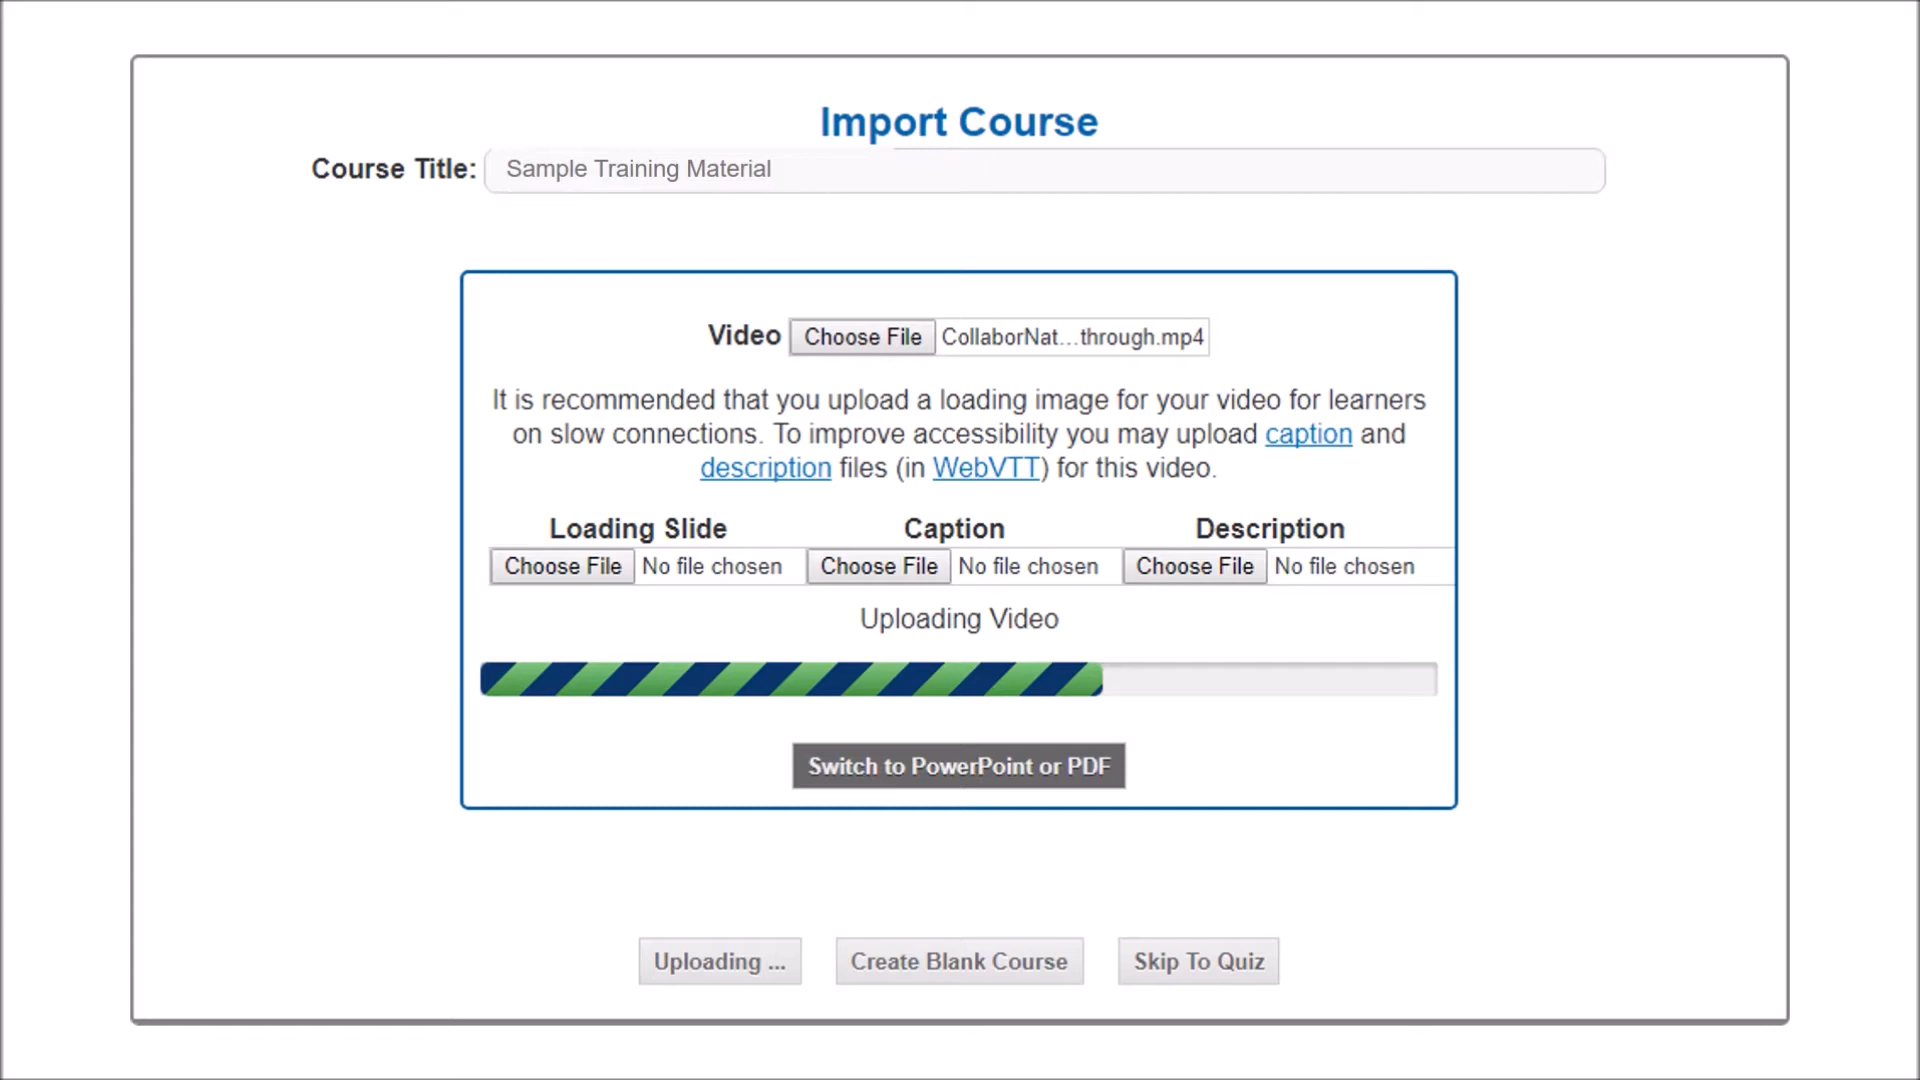 Import Course
Course Title: Sample Training Material
Video Choose File CollaborNat...through.mp4
It is recommended that you upload a loading image for your video for learners
on slow connections. To improve accessibility you may upload caption and
description files (in WebVTT) for this video.
Loading Slide Caption Description
Choose File No file chosen Choose File No file chosen Choose File No file chosen
Uploading Video
Switch to PowerPoint or PDF
Uploading ... Create Blank Course Skip To Quiz